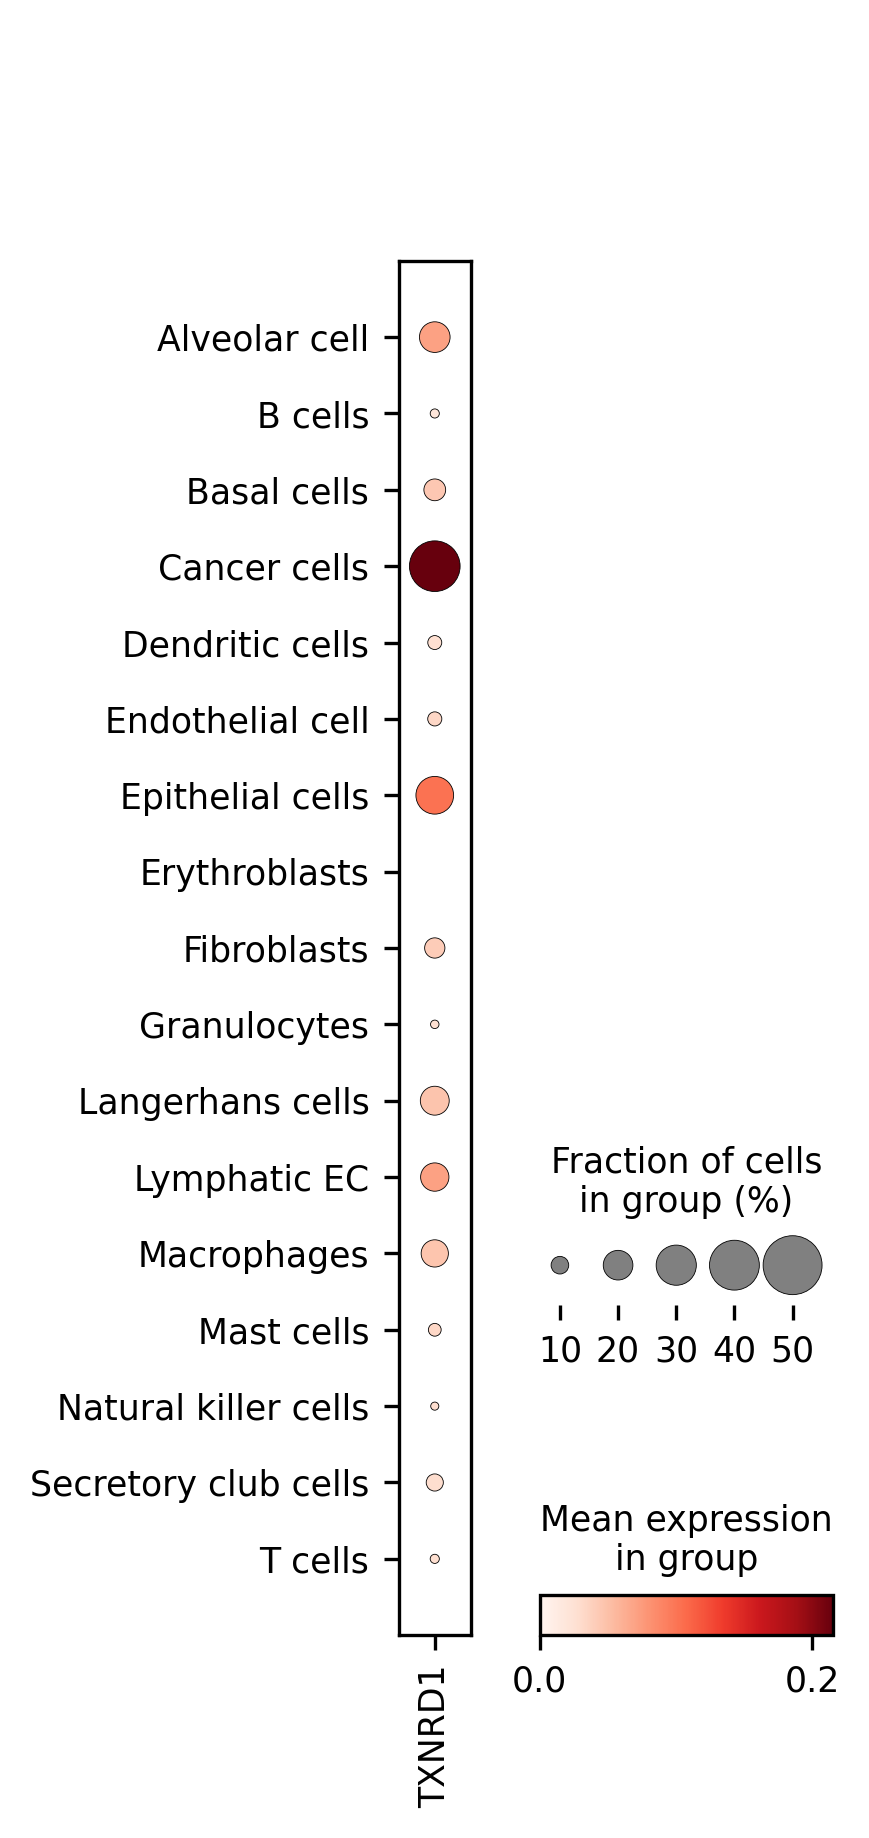 Alveolar cell
B cells
Basal cells
Cancer cells
Dendritic cells
Endothelial cell
Epithelial cells
Erythroblasts
Fibroblasts
Granulocytes
Langerhans cells
Lymphatic EC
Macrophages
Mast cells
Natural killer cells
Secretory club cells
T cells
TXNRD1
Fraction of cells
in group (%)
10 20 30 40 50
Mean expression
in group
0.0 0.2